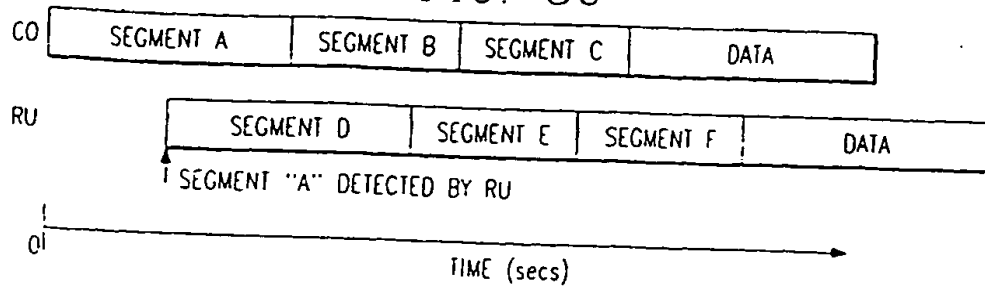 CO SEGMENT A SEGMENT B SEGMENT C DATA
RU SEGMENT D SEGMENT E SEGMENT F DATA
SEGMENT "A" DETECTED BY RU
0
TIME (secs)